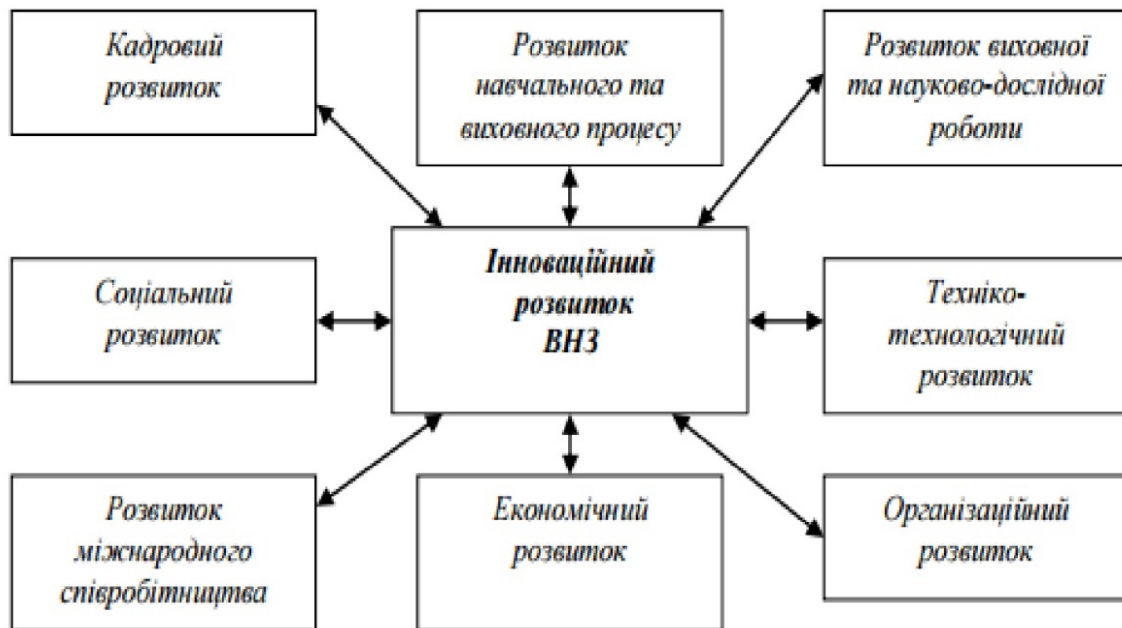 Кадровий
розвиток
Розвиток
навчального та
виховного процесу
Розвиток виховної
та науково-дослідної
роботи
Соціальний
розвиток
Інноваційний
розвиток
ВНЗ
Техніко-
технологічний
розвиток
Розвиток
міжнародного
співробітництва
Економічний
розвиток
Організаційний
розвиток